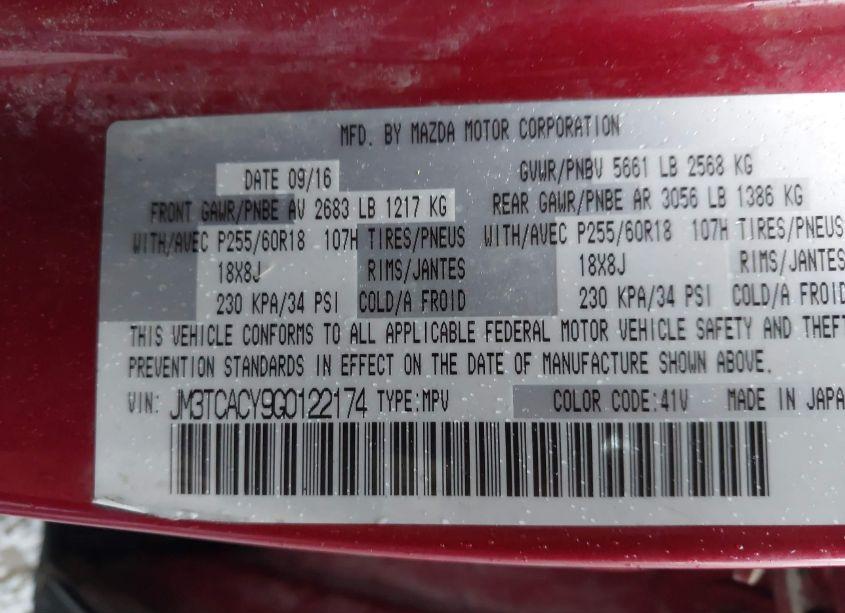 MFD. BY MAZDA MOTOR CORPORATION
DATE 09/16 GVWR/PNBV 5661 LB 2568 KG
FRONT GAWR/PNBE AV 2683 LB 1217 KG REAR GAWR/PNBE AR 3056 LB 1386 KG
WITH/AVEC P255/60R18 107H TIRES/PNEUS WITH/AVEC P255/60R18 107H TIRES/PNEUS
18X8J RIMS/JANTES 18X8J RIMS/JANTES
230 KPA/34 PSI COLD/A FROID 230 KPA/34 PSI COLD/A FROID
THIS VEHICLE CONFORMS TO ALL APPLICABLE FEDERAL MOTOR VEHICLE SAFETY AND THEFT
PREVENTION STANDARDS IN EFFECT ON THE DATE OF MANUFACTURE SHOWN ABOVE.
VIN: JM3TCACY9G0122174 TYPE:MPV COLOR CODE:41V MADE IN JAPA